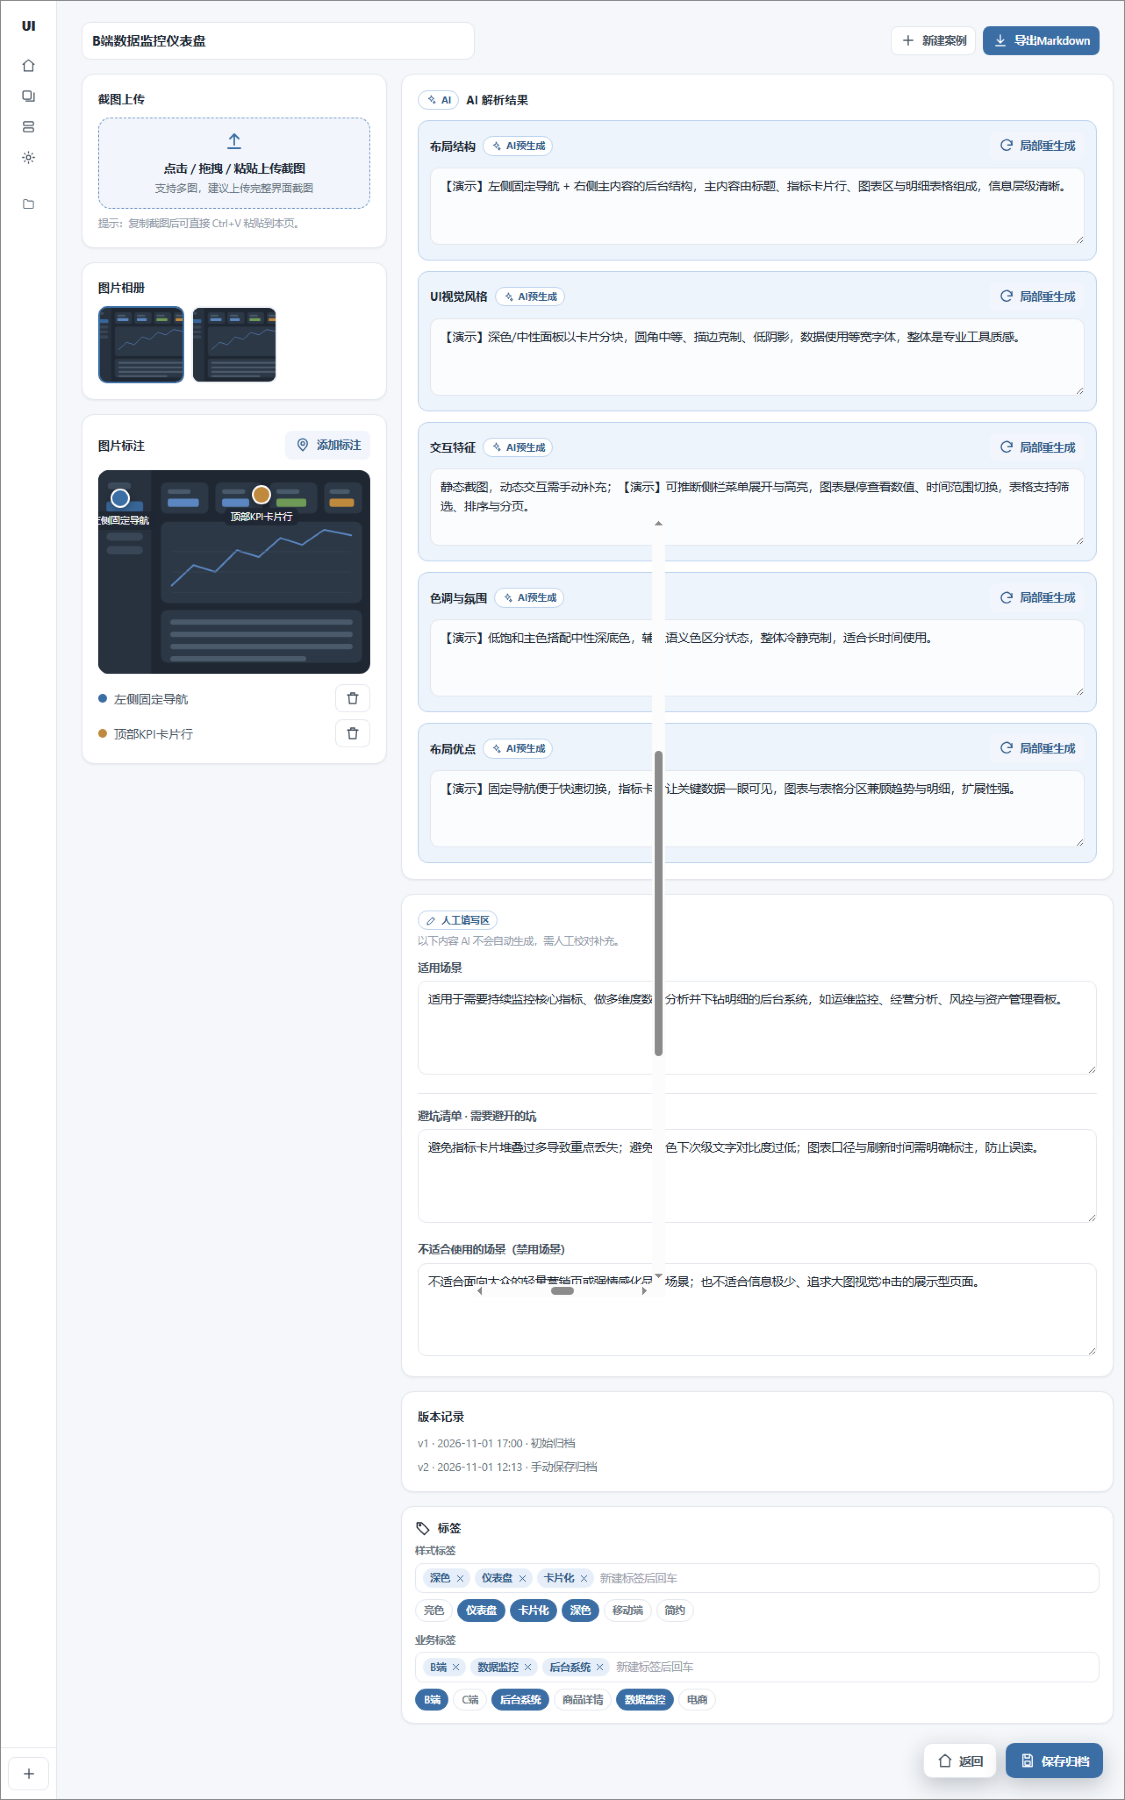 UI
B端数据监控仪表盘
新建案例
导出Markdown
截图上传
点击 / 拖拽 / 粘贴上传截图
支持多图，建议上传完整界面截图
提示：复制截图后可直接 Ctrl+V 粘贴到本页。
图片相册
图片标注
添加标注
左侧固定导航
顶部KPI卡片行
左侧固定导航
顶部KPI卡片行
AI
AI 解析结果
布局结构
AI预生成
局部重生成
【演示】左侧固定导航 + 右侧主内容的后台结构，主内容由标题、指标卡片行、图表区与明细表格组成，信息层级清晰。
UI视觉风格
AI预生成
局部重生成
【演示】深色/中性面板以卡片分块，圆角中等、描边克制、低阴影，数据使用等宽字体，整体是专业工具质感。
交互特征
AI预生成
局部重生成
静态截图，动态交互需手动补充；【演示】可推断侧栏菜单展开与高亮，图表悬停查看数值、时间范围切换，表格支持筛
选、排序与分页。
色调与氛围
AI预生成
局部重生成
【演示】低饱和主色搭配中性深底色，辅 语义色区分状态，整体冷静克制，适合长时间使用。
布局优点
AI预生成
局部重生成
【演示】固定导航便于快速切换，指标卡 让关键数据一眼可见，图表与表格分区兼顾趋势与明细，扩展性强。
人工填写区
以下内容 AI 不会自动生成，需人工校对补充。
适用场景
适用于需要持续监控核心指标、做多维度数 分析并下钻明细的后台系统，如运维监控、经营分析、风控与资产管理看板。
避坑清单 · 需要避开的坑
避免指标卡片堆叠过多导致重点丢失；避免 色下次级文字对比度过低；图表口径与刷新时间需明确标注，防止误读。
不适合使用的场景（禁用场景）
不适合面向大众的轻量营销页或强情感化 场景；也不适合信息极少、追求大图视觉冲击的展示型页面。
版本记录
v1 · 2026-11-01 17:00 · 初始归档
v2 · 2026-11-01 12:13 · 手动保存归档
标签
样式标签
深色 仪表盘 卡片化 新建标签后回车
亮色 仪表盘 卡片化 深色 移动端 简约
业务标签
B端 数据监控 后台系统 新建标签后回车
B端 C端 后台系统 商品详情 数据监控 电商
返回
保存归档